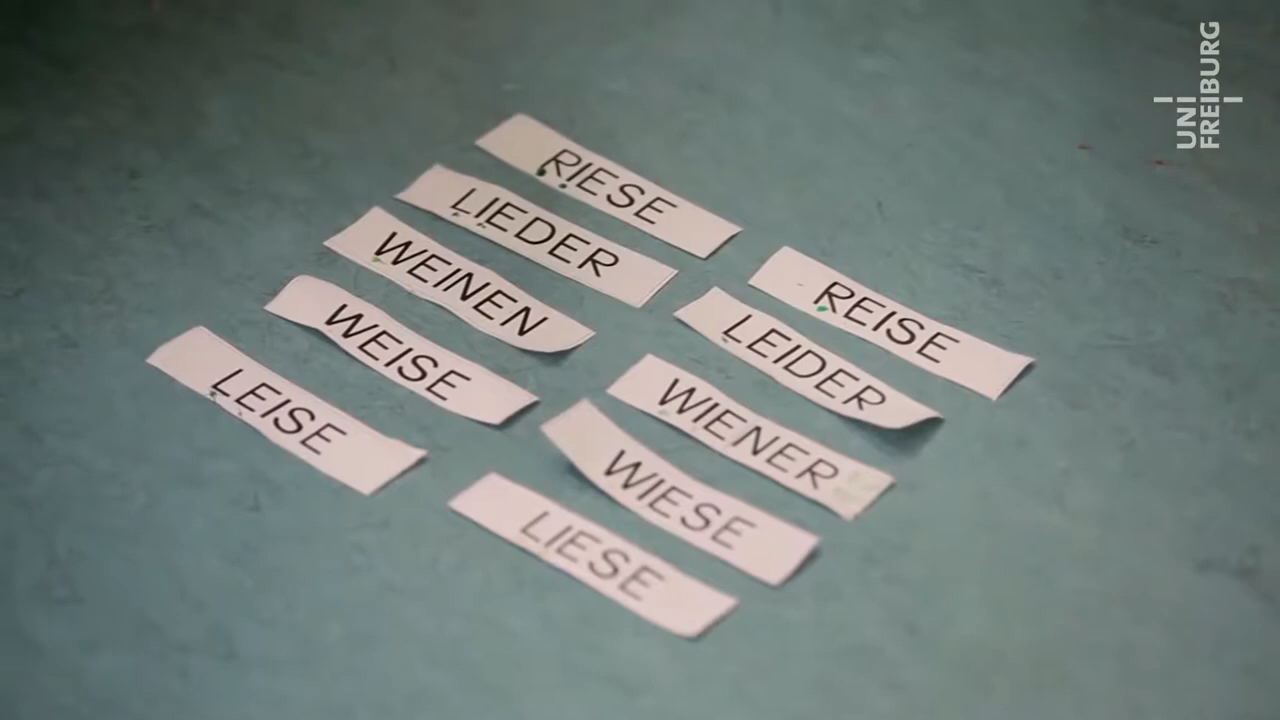 RIESE
LIEDER
WEINEN
WEISE
LEISE
REISE
LEIDER
WIENER
WIESE
LIESE
UNI
FREIBURG